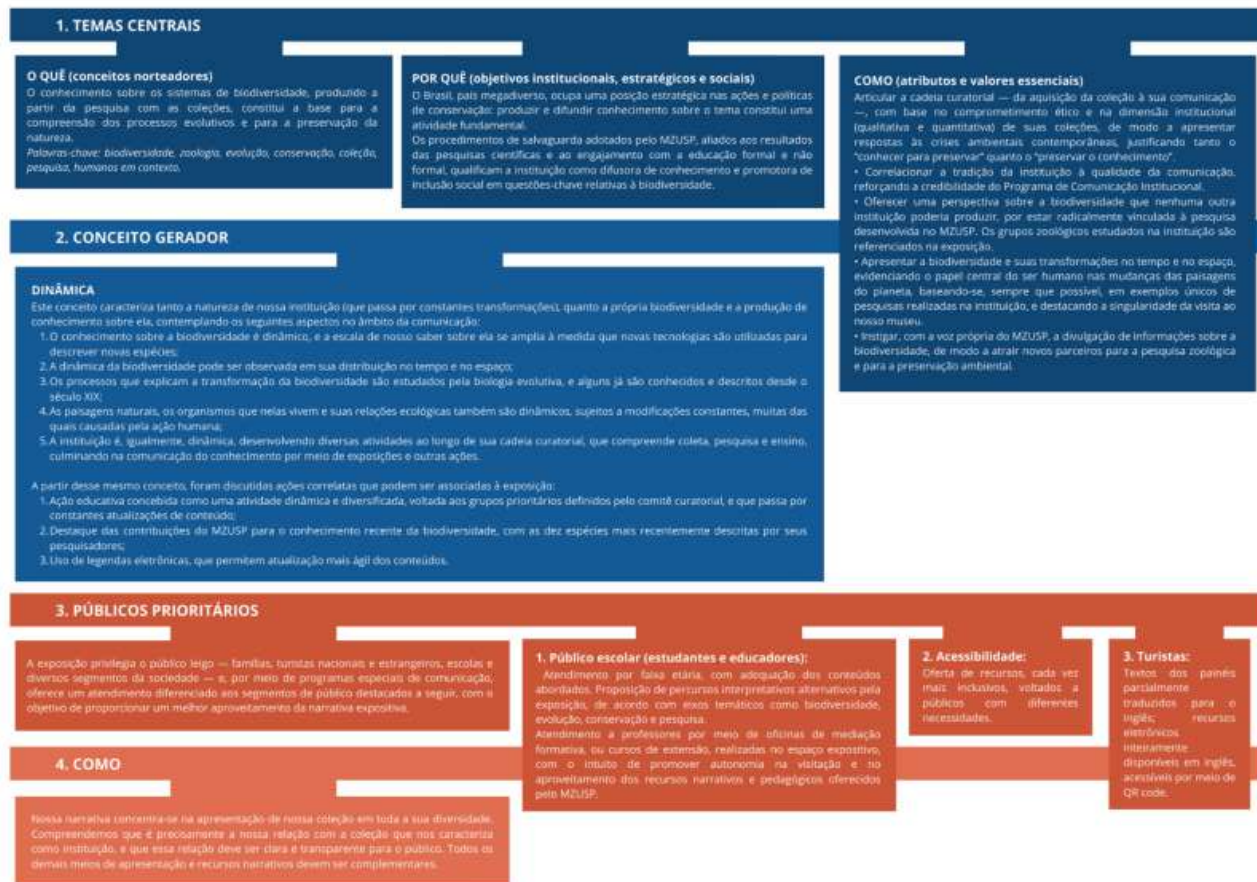 1. TEMAS CENTRAIS
O QUÊ (conceitos norteadores)
O conhecimento sobre os sistemas de biodiversidade, produzido a
partir da pesquisa com as coleções, constitui a base para a
compreensão dos processos evolutivos e para a preservação da
natureza.
Palavras-chave: biodiversidade, zoologia, evolução, conservação, coleção,
pesquisa, humanos em contexto.
POR QUÊ (objetivos institucionais, estratégicos e sociais)
O Brasil, país megadiverso, ocupa uma posição estratégica nas ações e políticas
de conservação: produzir e difundir conhecimento sobre o tema constitui uma
atividade fundamental.
Os procedimentos de salvaguarda adotados pelo MZUSP, aliados aos resultados
das pesquisas científicas e ao engajamento com a educação formal e não
formal, qualificam a instituição como difusora de conhecimento e promotora de
inclusão social em questões-chave relativas à biodiversidade.
COMO (atributos e valores essenciais)
Articular a cadeia curatorial — da aquisição da coleção à sua comunicação
—, com base no comprometimento ético e na dimensão institucional
(qualitativa e quantitativa) de suas coleções, de modo a apresentar
respostas às crises ambientais contemporâneas, justificando tanto o
"conhecer para preservar" quanto o "preservar o conhecimento".
• Correlacionar a tradição da instituição à qualidade da comunicação,
reforçando a credibilidade do Programa de Comunicação Institucional.
• Oferecer uma perspectiva sobre a biodiversidade que nenhuma outra
instituição poderia produzir, por estar radicalmente vinculada à pesquisa
desenvolvida no MZUSP. Os grupos zoológicos estudados na instituição são
referenciados na exposição.
• Apresentar a biodiversidade e suas transformações no tempo e no espaço,
evidenciando o papel central do ser humano nas mudanças das paisagens
do planeta, baseando-se, sempre que possível, em exemplos únicos de
pesquisas realizadas na instituição, e destacando a singularidade da visita ao
nosso museu.
• Instigar, com a voz própria do MZUSP, a divulgação de informações sobre a
biodiversidade, de modo a atrair novos parceiros para a pesquisa zoológica
e para a preservação ambiental.
2. CONCEITO GERADOR
DINÂMICA
Este conceito caracteriza tanto a natureza de nossa instituição (que passa por constantes transformações), quanto a própria biodiversidade e a produção de
conhecimento sobre ela, contemplando os seguintes aspectos no âmbito da comunicação:
1. O conhecimento sobre a biodiversidade é dinâmico, e a escala de nosso saber sobre ela se amplia à medida que novas tecnologias são utilizadas para
descrever novas espécies;
2. A dinâmica da biodiversidade pode ser observada em sua distribuição no tempo e no espaço;
3. Os processos que explicam a transformação da biodiversidade são estudados pela biologia evolutiva, e alguns já são conhecidos e descritos desde o
século XIX;
4. As paisagens naturais, os organismos que nelas vivem e suas relações ecológicas também são dinâmicos, sujeitos a modificações constantes, muitas das
quais causadas pela ação humana;
5. A instituição é, igualmente, dinâmica, desenvolvendo diversas atividades ao longo de sua cadeia curatorial, que compreende coleta, pesquisa e ensino,
culminando na comunicação do conhecimento por meio de exposições e outras ações.
A partir desse mesmo conceito, foram discutidas ações correlatas que podem ser associadas à exposição:
1. Ação educativa concebida como uma atividade dinâmica e diversificada, voltada aos grupos prioritários definidos pelo comitê curatorial, e que passa por
constantes atualizações de conteúdo;
2. Destaque das contribuições do MZUSP para o conhecimento recente da biodiversidade, com as dez espécies mais recentemente descritas por seus
pesquisadores;
3. Uso de legendas eletrônicas, que permitem atualização mais ágil dos conteúdos.
3. PÚBLICOS PRIORITÁRIOS
A exposição privilegia o público leigo — famílias, turistas nacionais e estrangeiros, escolas e
diversos segmentos da sociedade — e, por meio de programas especiais de comunicação,
oferece um atendimento diferenciado aos segmentos de público destacados a seguir, com o
objetivo de proporcionar um melhor aproveitamento da narrativa expositiva.
1. Público escolar (estudantes e educadores):
Atendimento por faixa etária, com adequação dos conteúdos
abordados. Proposição de percursos interpretativos alternativos pela
exposição, de acordo com eixos temáticos como biodiversidade,
evolução, conservação e pesquisa.
Atendimento a professores por meio de oficinas de mediação
formativa, ou cursos de extensão, realizadas no espaço expositivo,
com o intuito de promover autonomia na visitação e no
aproveitamento dos recursos narrativos e pedagógicos oferecidos
pelo MZUSP.
2. Acessibilidade:
Oferta de recursos, cada vez
mais inclusivos, voltados a
públicos com diferentes
necessidades.
3. Turistas:
Textos dos painéis
parcialmente
traduzidos para o
inglês; recursos
eletrônicos
inteiramente
disponíveis em inglês,
acessíveis por meio de
QR code.
4. COMO
Nossa narrativa concentra-se na apresentação de nossa coleção em toda a sua diversidade.
Compreendemos que é precisamente a nossa relação com a coleção que nos caracteriza
como instituição, e que essa relação deve ser clara e transparente para o público. Todos os
demais meios de apresentação e recursos narrativos devem ser complementares.